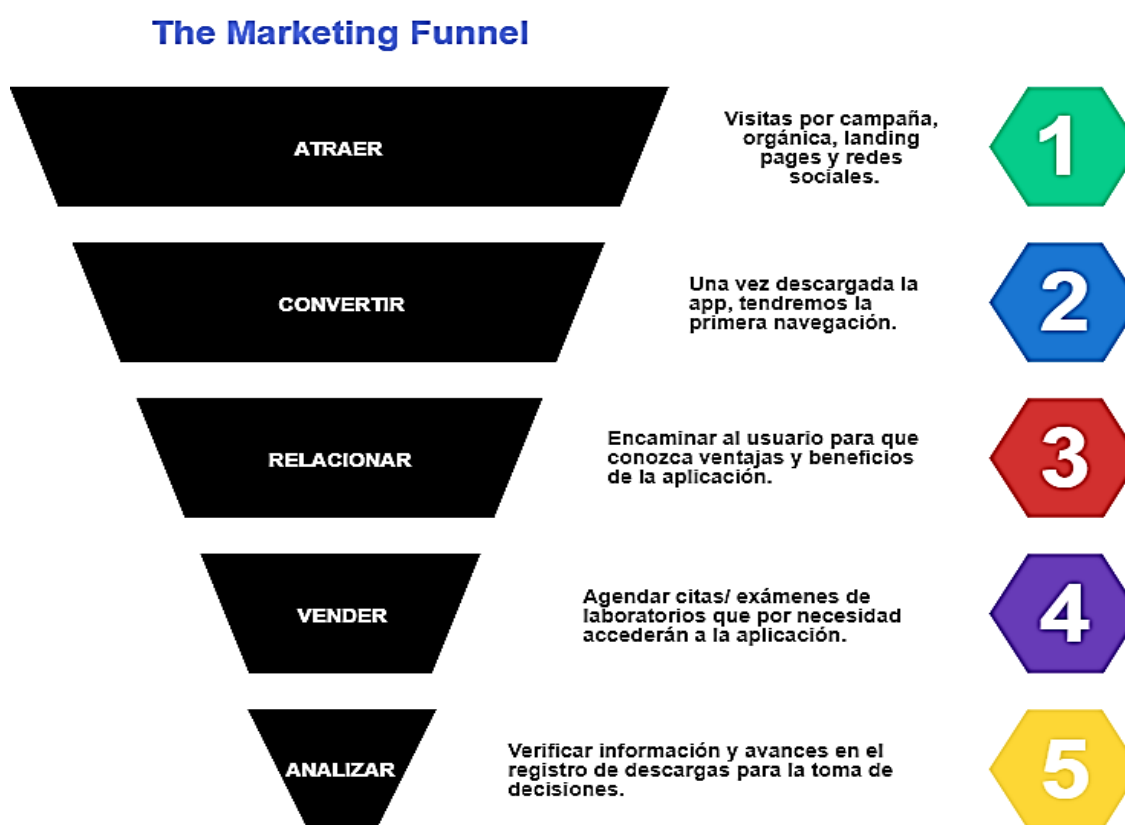 The Marketing Funnel
ATRAER
Visitas por campaña,
orgánica, landing
pages y redes
sociales.
1
CONVERTIR
Una vez descargada la
app, tendremos la
primera navegación.
2
RELACIONAR
Encaminar al usuario para que
conozca ventajas y beneficios
de la aplicación.
3
VENDER
Agendar citas/ exámenes de
laboratorios que por necesidad
accederán a la aplicación.
4
ANALIZAR
Verificar información y avances en el
registro de descargas para la toma de
decisiones.
5